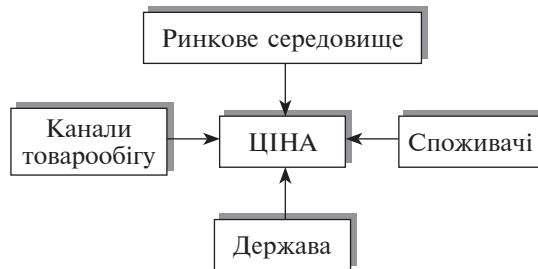 Ринкове середовище
Канали
товарообігу
ЦІНА
Споживачі
Держава